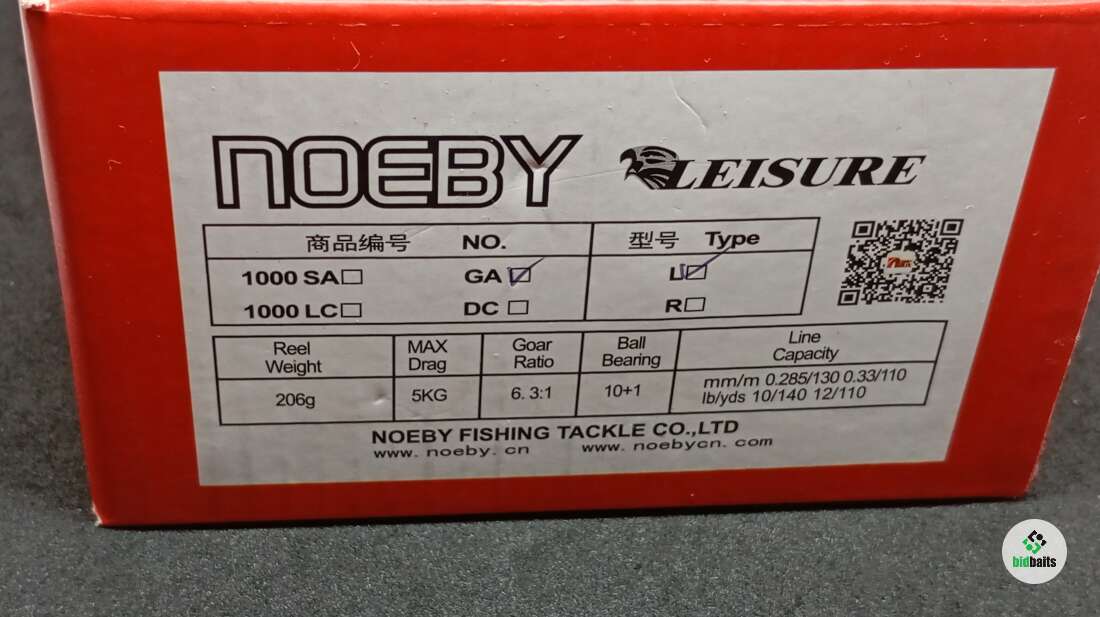 NOEBY LEISURE
商品编号 NO. 型号 Type
1000 SA☐ GA☑ L☑
1000 LC☐ DC☐ R☐
Reel Weight MAX Drag Goar Ratio Ball Bearing Line Capacity
206g 5KG 6.3:1 10+1 mm/m 0.285/130 0.33/110
lb/yds 10/140 12/110
NOEBY FISHING TACKLE CO.,LTD
www. noeby. cn www. noebycn. com
bidbaits